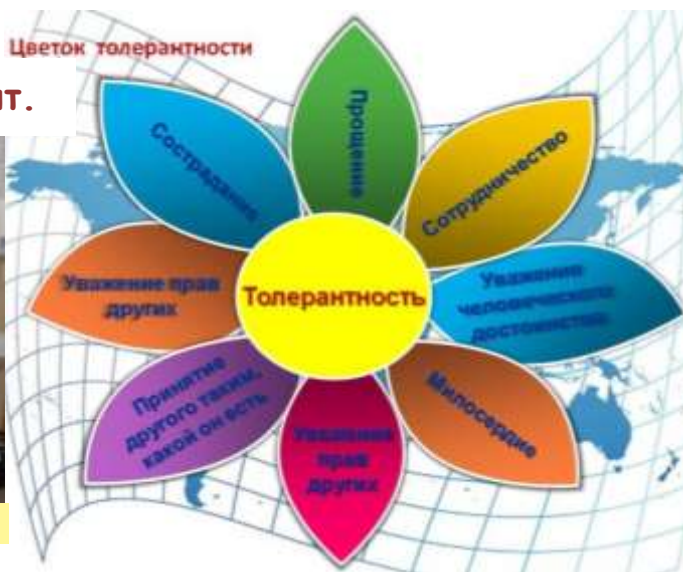 Цветок толерантности
ит.
Прощение
Сотрудничество
Уважение
человеческого
достоинства
Милосердие
Уважение
прав
других
Принятие
другого таким,
какой он есть
Уважение прав
других
Сострадание
Толерантность